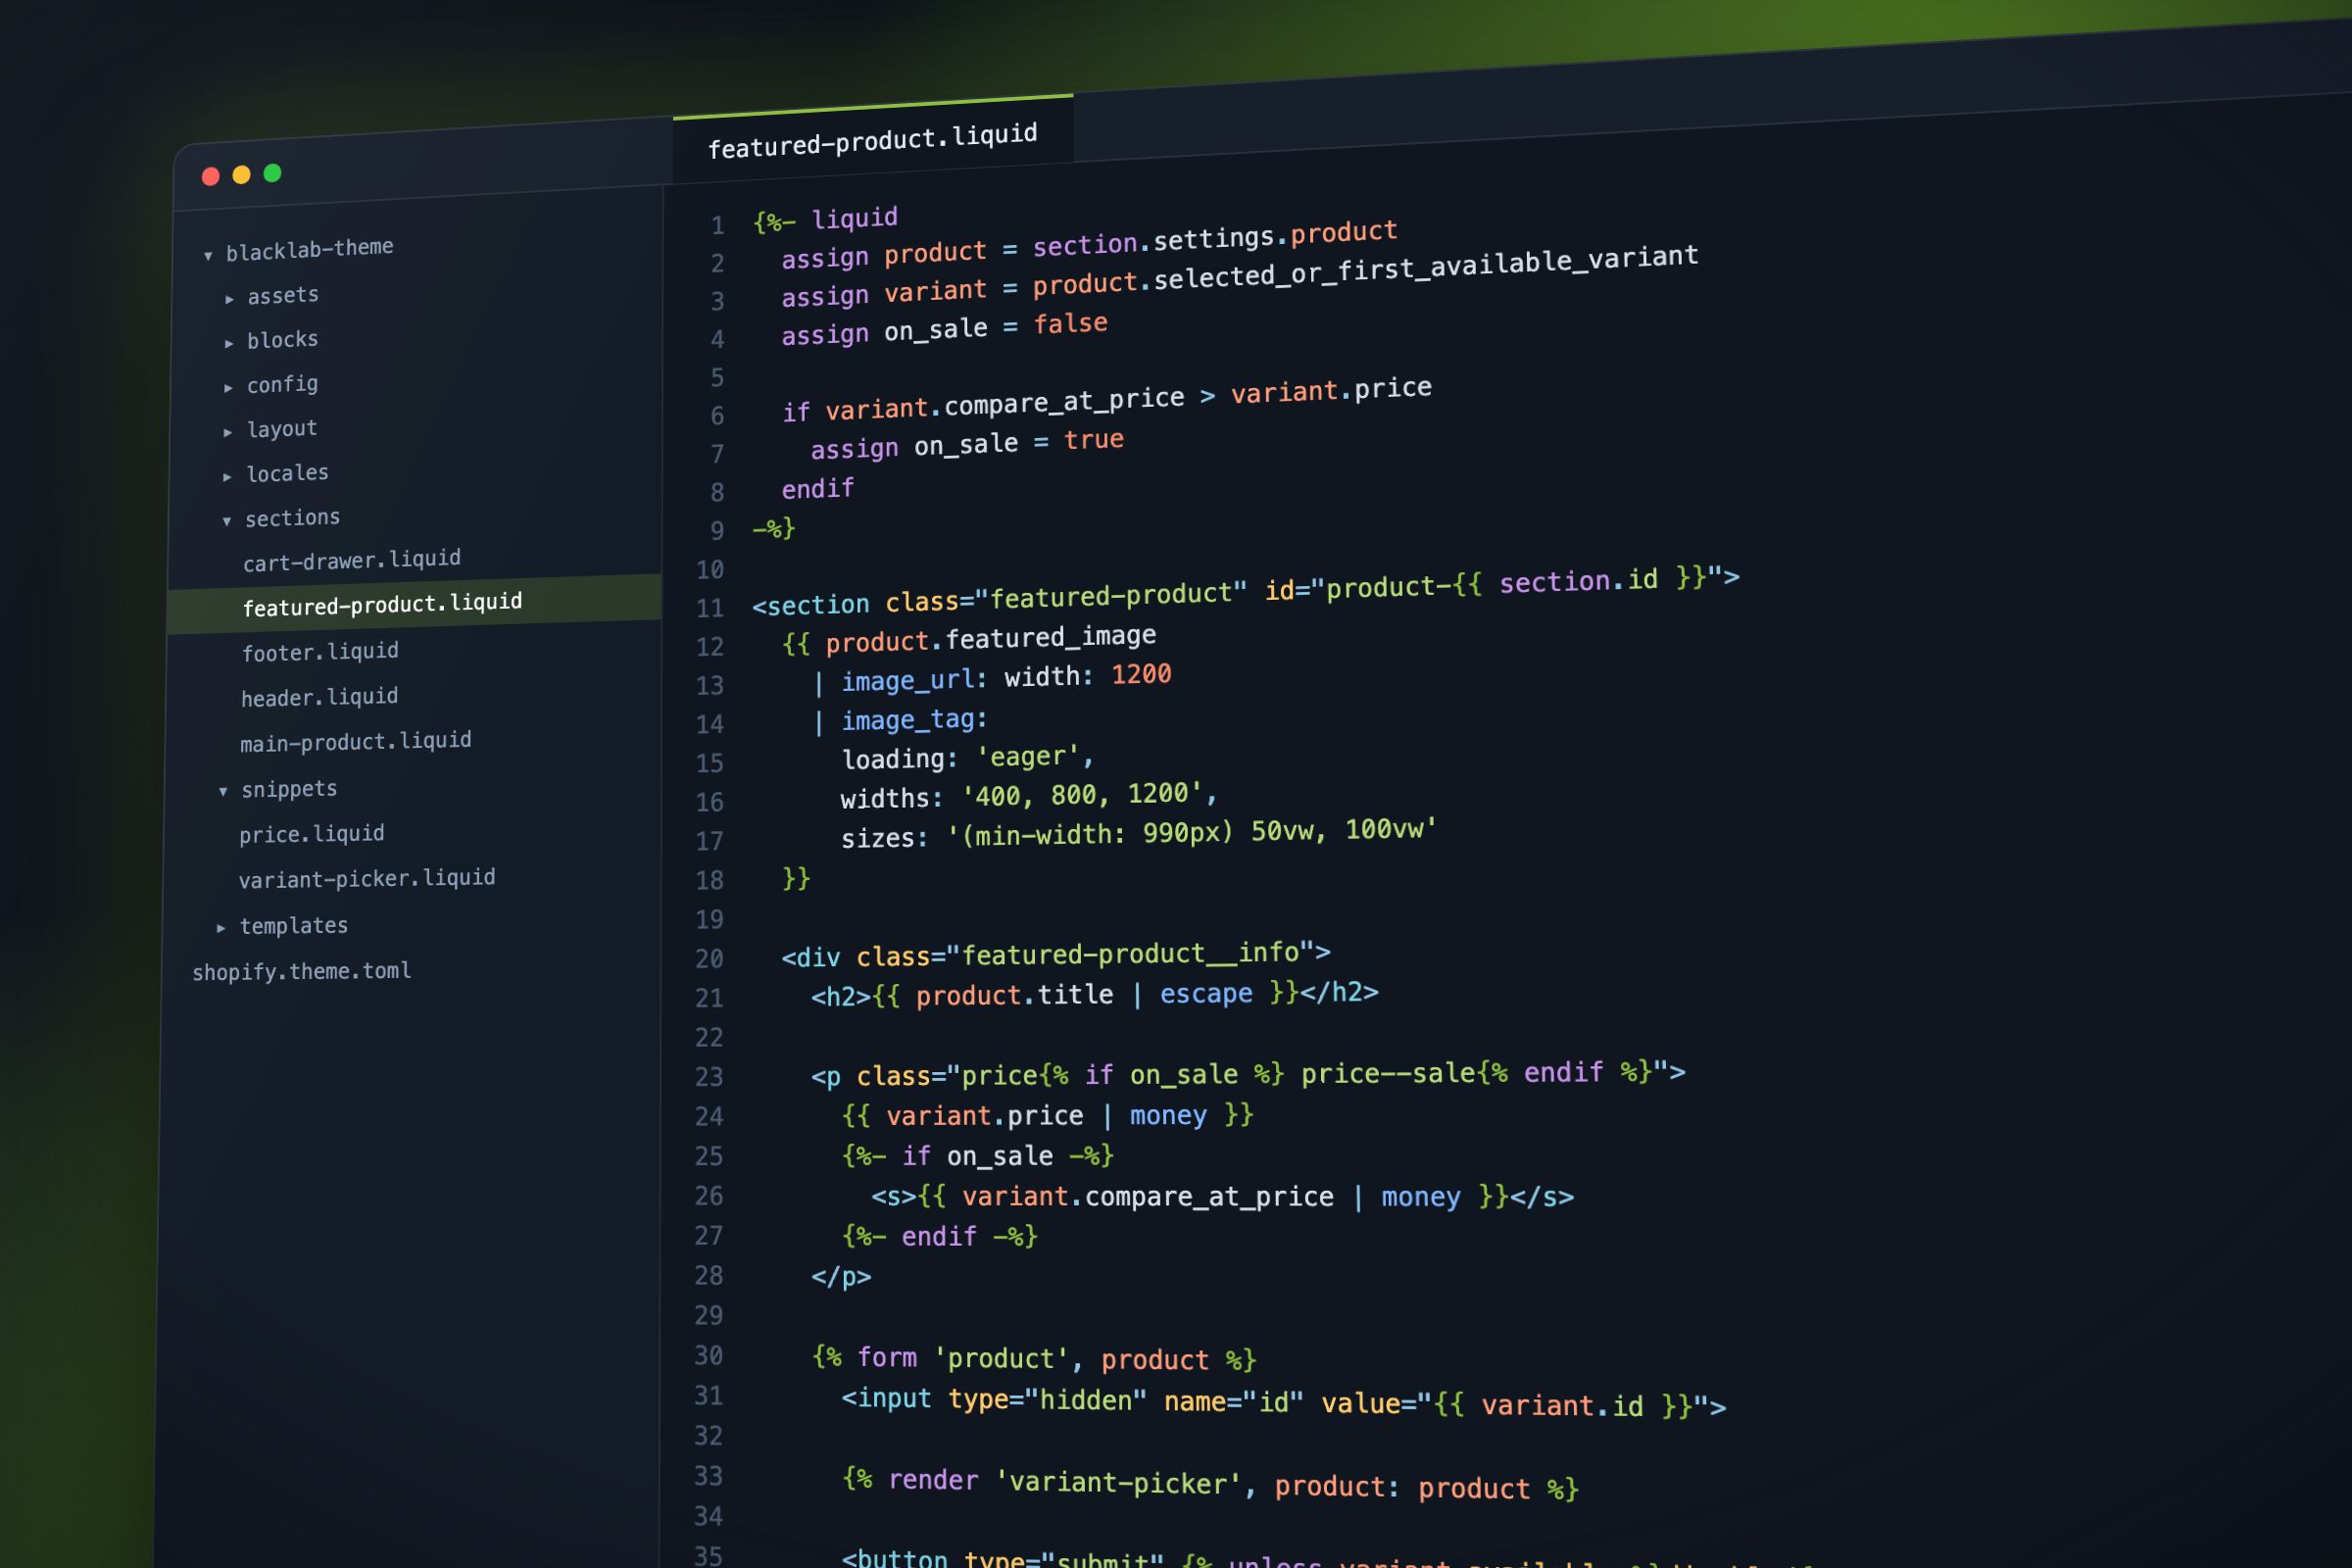 featured-product.liquid
▾ blacklab-theme
▸ assets
▸ blocks
▸ config
▸ layout
▸ locales
▾ sections
cart-drawer.liquid
featured-product.liquid
footer.liquid
header.liquid
main-product.liquid
▾ snippets
price.liquid
variant-picker.liquid
▸ templates
shopify.theme.toml
1 {%- liquid
2   assign product = section.settings.product
3   assign variant = product.selected_or_first_available_variant
4   assign on_sale = false
5
6   if variant.compare_at_price > variant.price
7     assign on_sale = true
8   endif
9 -%}
10
11 <section class="featured-product" id="product-{{ section.id }}">
12   {{ product.featured_image
13     | image_url: width: 1200
14     | image_tag:
15       loading: 'eager',
16       widths: '400, 800, 1200',
17       sizes: '(min-width: 990px) 50vw, 100vw'
18   }}
19
20   <div class="featured-product__info">
21     <h2>{{ product.title | escape }}</h2>
22
23     <p class="price{% if on_sale %} price--sale{% endif %}">
24       {{ variant.price | money }}
25       {%- if on_sale -%}
26         <s>{{ variant.compare_at_price | money }}</s>
27       {%- endif -%}
28     </p>
29
30     {% form 'product', product %}
31       <input type="hidden" name="id" value="{{ variant.id }}">
32
33       {% render 'variant-picker', product: product %}
34
35       <button type="submit" {% unless variant.available %}